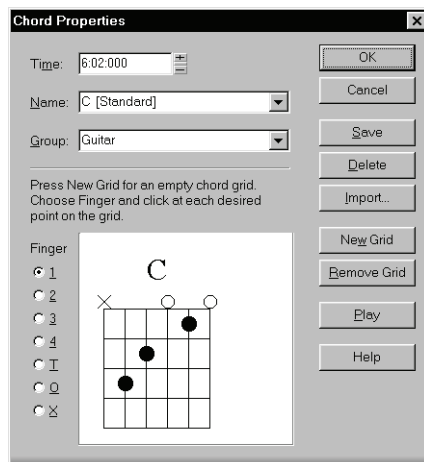 Chord Properties
Time: 6:02:000
Name: C [Standard]
Group: Guitar
Press New Grid for an empty chord grid.
Choose Finger and click at each desired
point on the grid.
Finger
1
2
3
4
T
O
X
C
X O O
OK
Cancel
Save
Delete
Import...
New Grid
Remove Grid
Play
Help